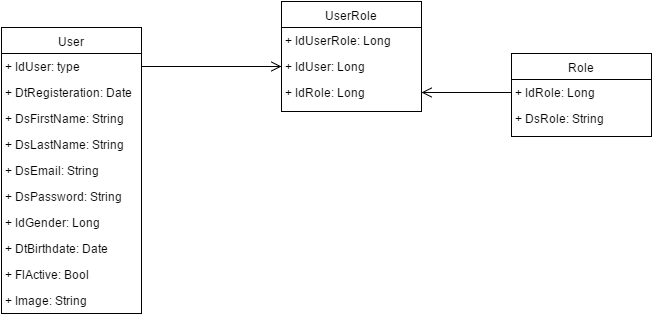 User
+ IdUser: type
+ DtRegisteration: Date
+ DsFirstName: String
+ DsLastName: String
+ DsEmail: String
+ DsPassword: String
+ IdGender: Long
+ DtBirthdate: Date
+ FlActive: Bool
+ Image: String
UserRole
+ IdUserRole: Long
+ IdUser: Long
+ IdRole: Long
Role
+ IdRole: Long
+ DsRole: String